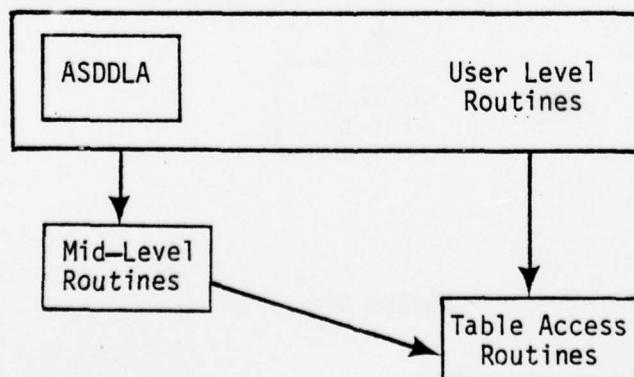 ASDDLA
User Level
Routines
Mid-Level
Routines
Table Access
Routines